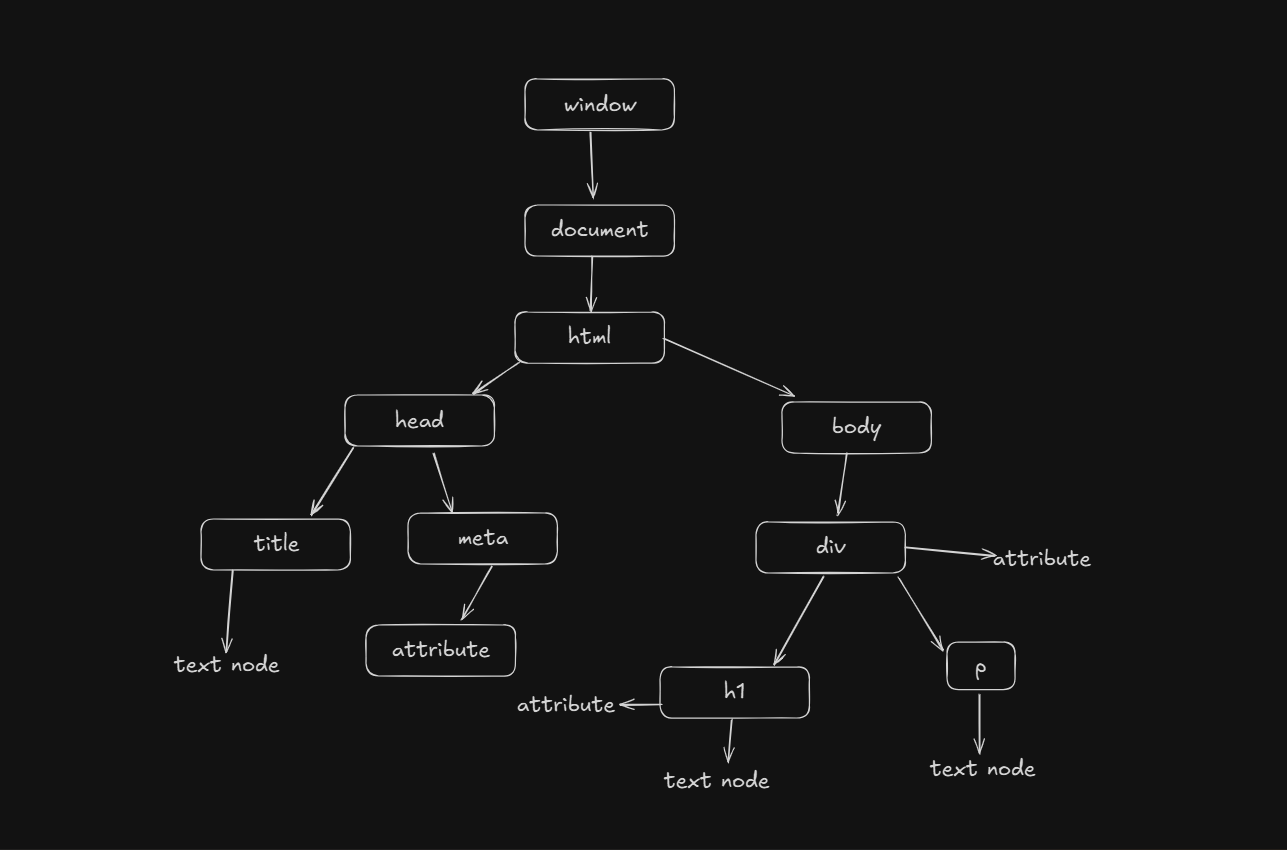 window
document
html
head
body
title
meta
div
attribute
text node
attribute
h1
p
attribute
text node
text node